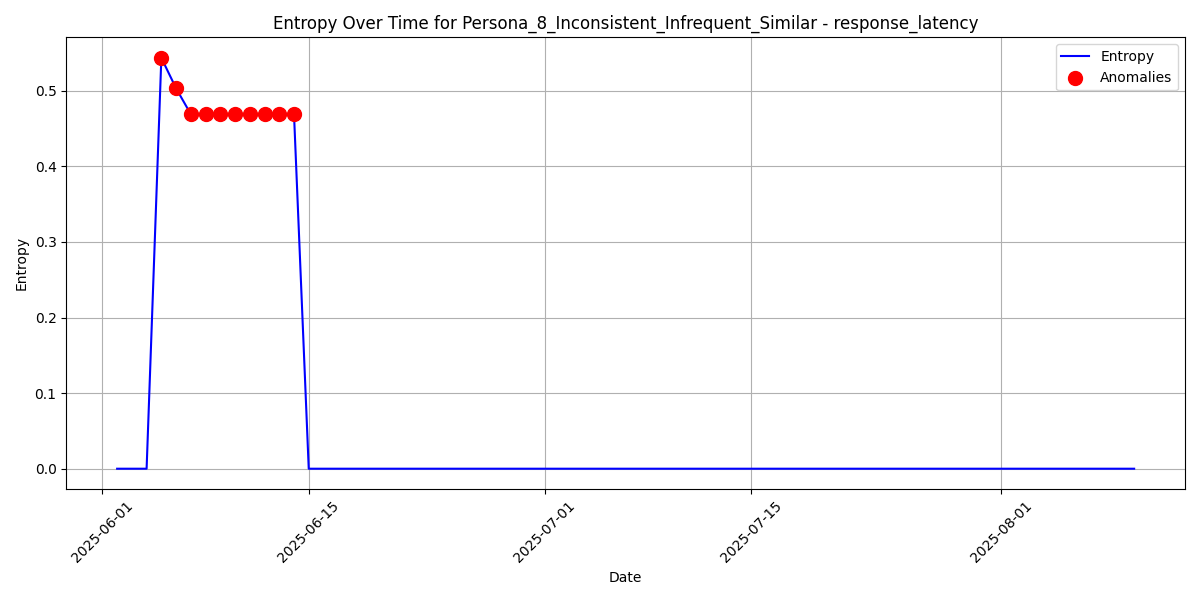 Entropy Over Time for Persona_8_Inconsistent_Infrequent_Similar - response_latency
Entropy
Anomalies
0.5
0.4
0.3
0.2
0.1
0.0
Entropy
2025-06-01
2025-06-15
2025-07-01
2025-07-15
2025-08-01
Date